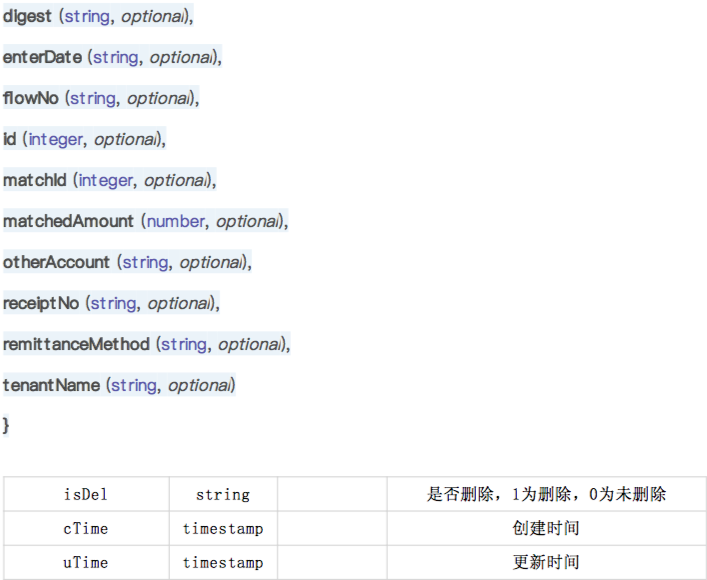 digest (string, optional),
enterDate (string, optional),
flowNo (string, optional),
id (integer, optional),
matchId (integer, optional),
matchedAmount (number, optional),
otherAccount (string, optional),
receiptNo (string, optional),
remittanceMethod (string, optional),
tenantName (string, optional)
}
isDel string 是否删除，1为删除，0为未删除
cTime timestamp 创建时间
uTime timestamp 更新时间